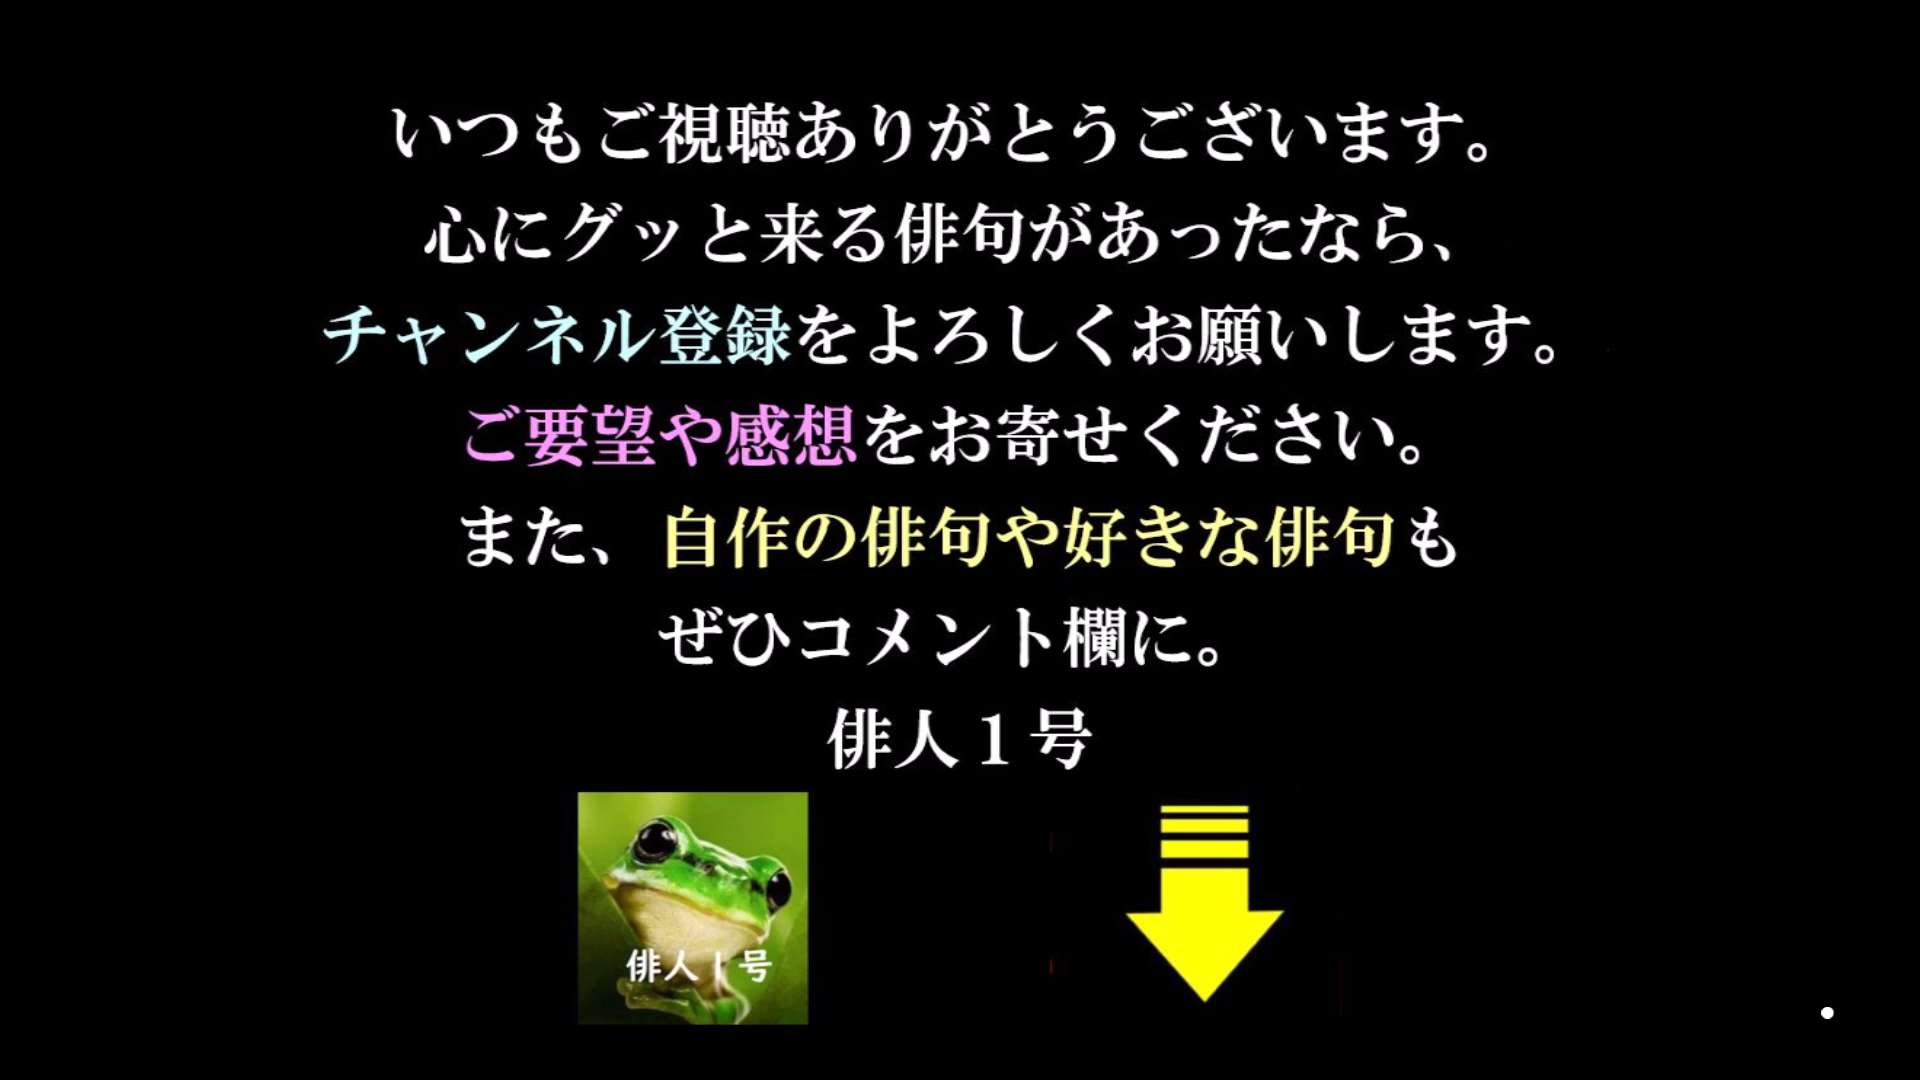 いつもご視聴ありがとうございます。
心にグッと来る俳句があったなら、
チャンネル登録をよろしくお願いします。
ご要望や感想をお寄せください。
また、自作の俳句や好きな俳句も
ぜひコメント欄に。
俳人１号
俳人１号